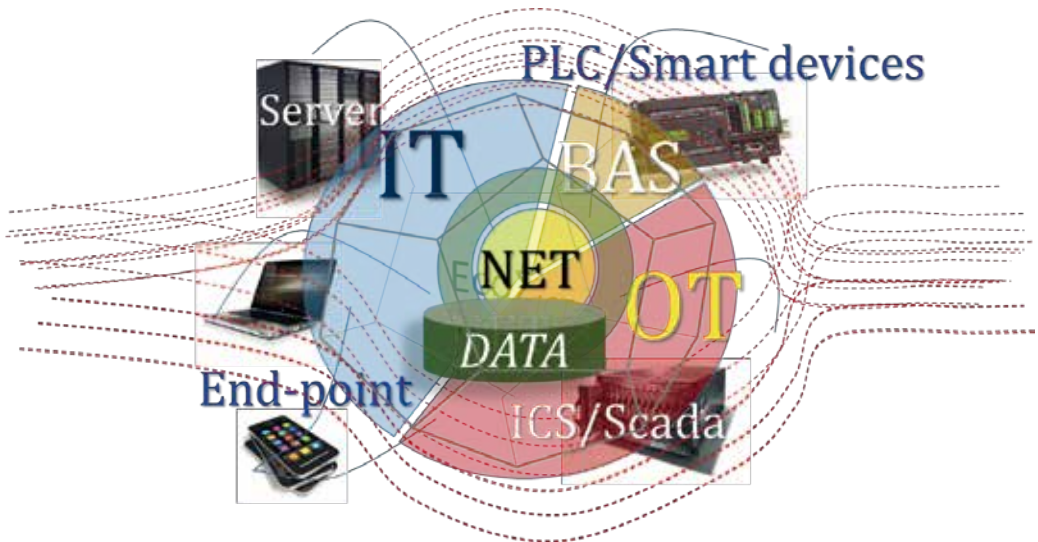 PLC/Smart devices
Server
IT
BAS
NET
OT
DATA
End-point
ICS/Scada